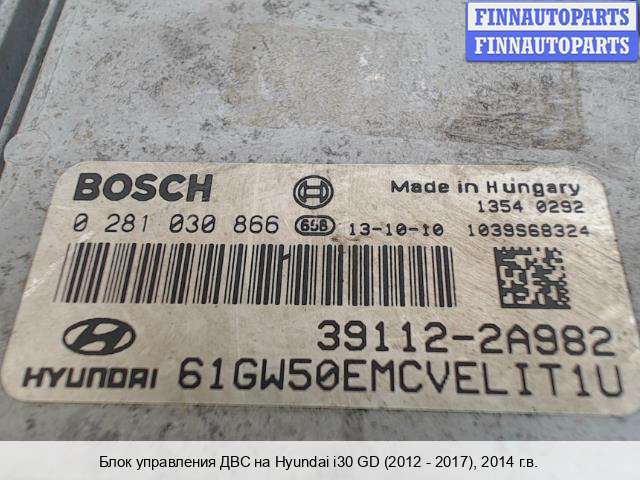 FINNAUTOPARTS
FINNAUTOPARTS
BOSCH
Made in Hungary
1354 0292
0 281 030 866 658 13-10-10 1039S68324
39112-2A982
HYUNDAI 61GW50EMCVELIT1U
Блок управления ДВС на Hyundai i30 GD (2012 - 2017), 2014 г.в.